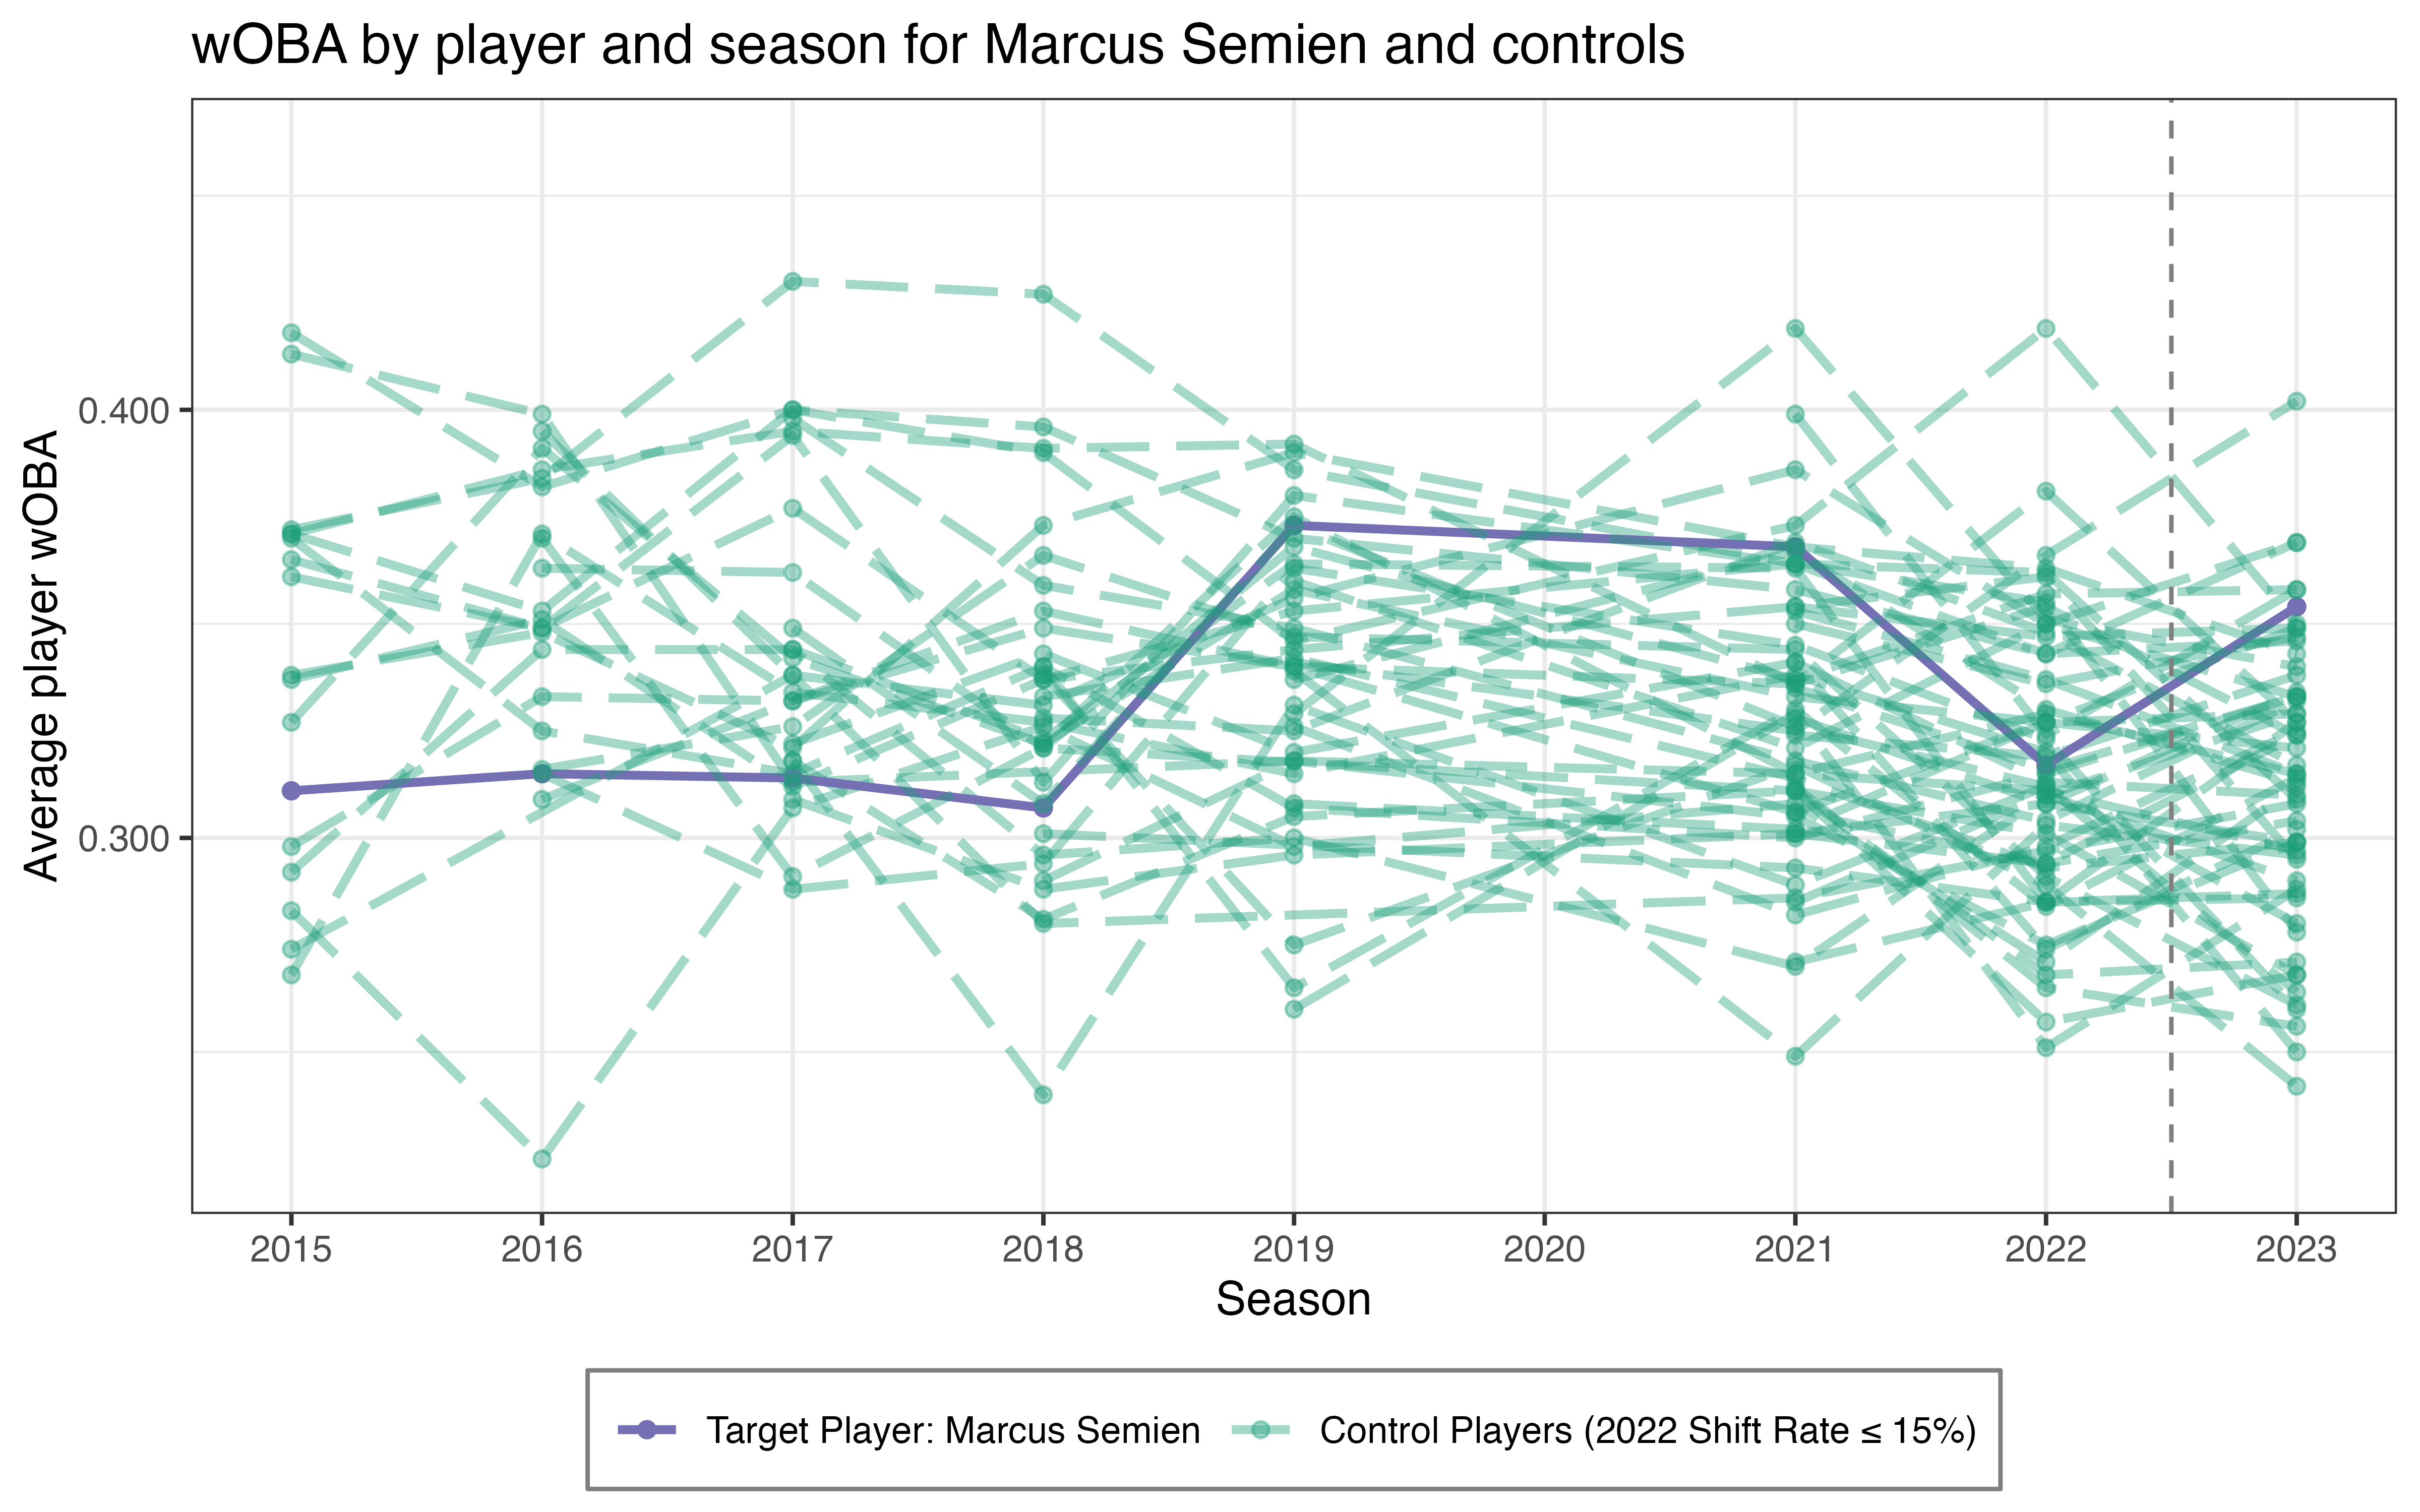 wOBA by player and season for Marcus Semien and controls
Average player wOBA
0.400
0.300
2015 2016 2017 2018 2019 2020 2021 2022 2023
Season
Target Player: Marcus Semien Control Players (2022 Shift Rate ≤ 15%)